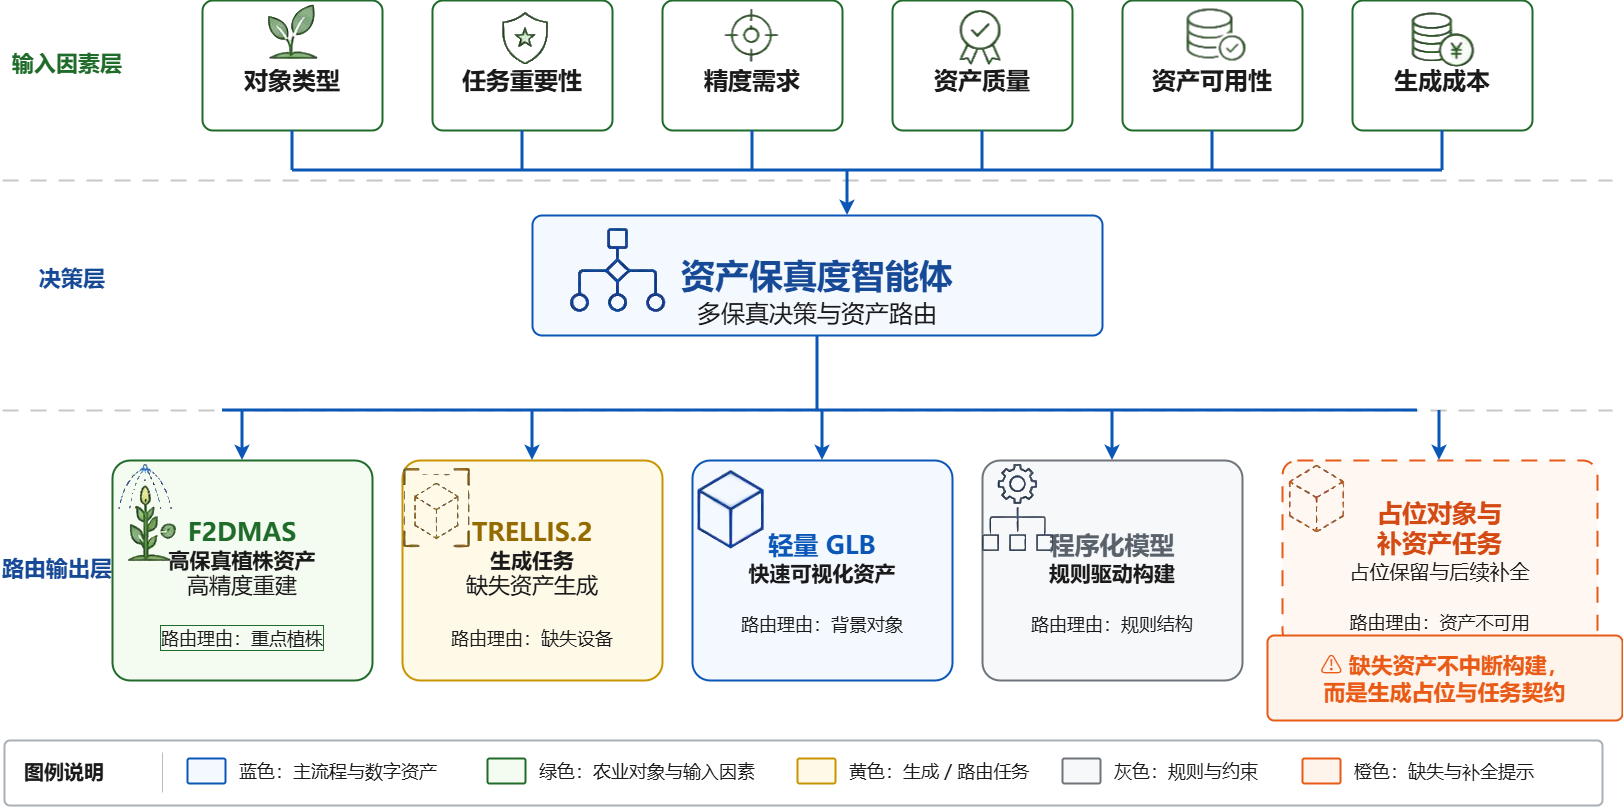 输入因素层
对象类型
任务重要性
精度需求
资产质量
资产可用性
生成成本
¥
决策层
资产保真度智能体
多保真决策与资产路由
路由输出层
F2DMAS
高保真植株资产
高精度重建
路由理由：重点植株
TRELLIS.2
生成任务
缺失资产生成
路由理由：缺失设备
轻量 GLB
快速可视化资产
路由理由：背景对象
程序化模型
规则驱动构建
路由理由：规则结构
占位对象与
补资产任务
占位保留与后续补全
路由理由：资产不可用
缺失资产不中断构建，
而是生成占位与任务契约
图例说明
蓝色：主流程与数字资产
绿色：农业对象与输入因素
黄色：生成 / 路由任务
灰色：规则与约束
橙色：缺失与补全提示